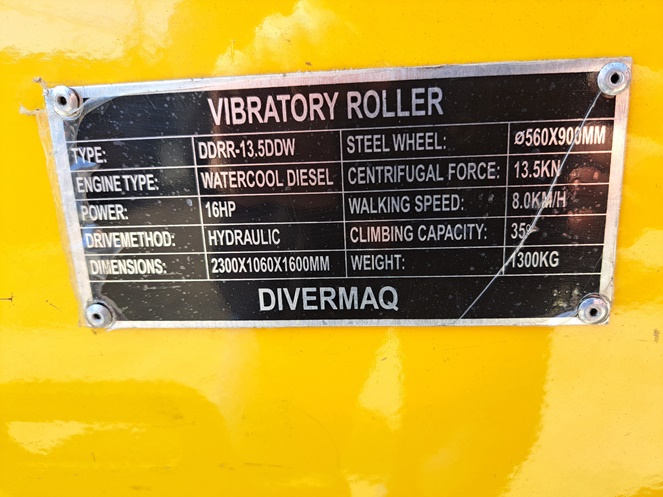 VIBRATORY ROLLER
TYPE: DDRR-13.5DDW STEEL WHEEL: ø560X900MM
ENGINE TYPE: WATERCOOL DIESEL CENTRIFUGAL FORCE: 13.5KN
POWER: 16HP WALKING SPEED: 8.0KM/H
DRIVEMETHOD: HYDRAULIC CLIMBING CAPACITY: 35°
DIMENSIONS: 2300X1060X1600MM WEIGHT: 1300KG
DIVERMAQ